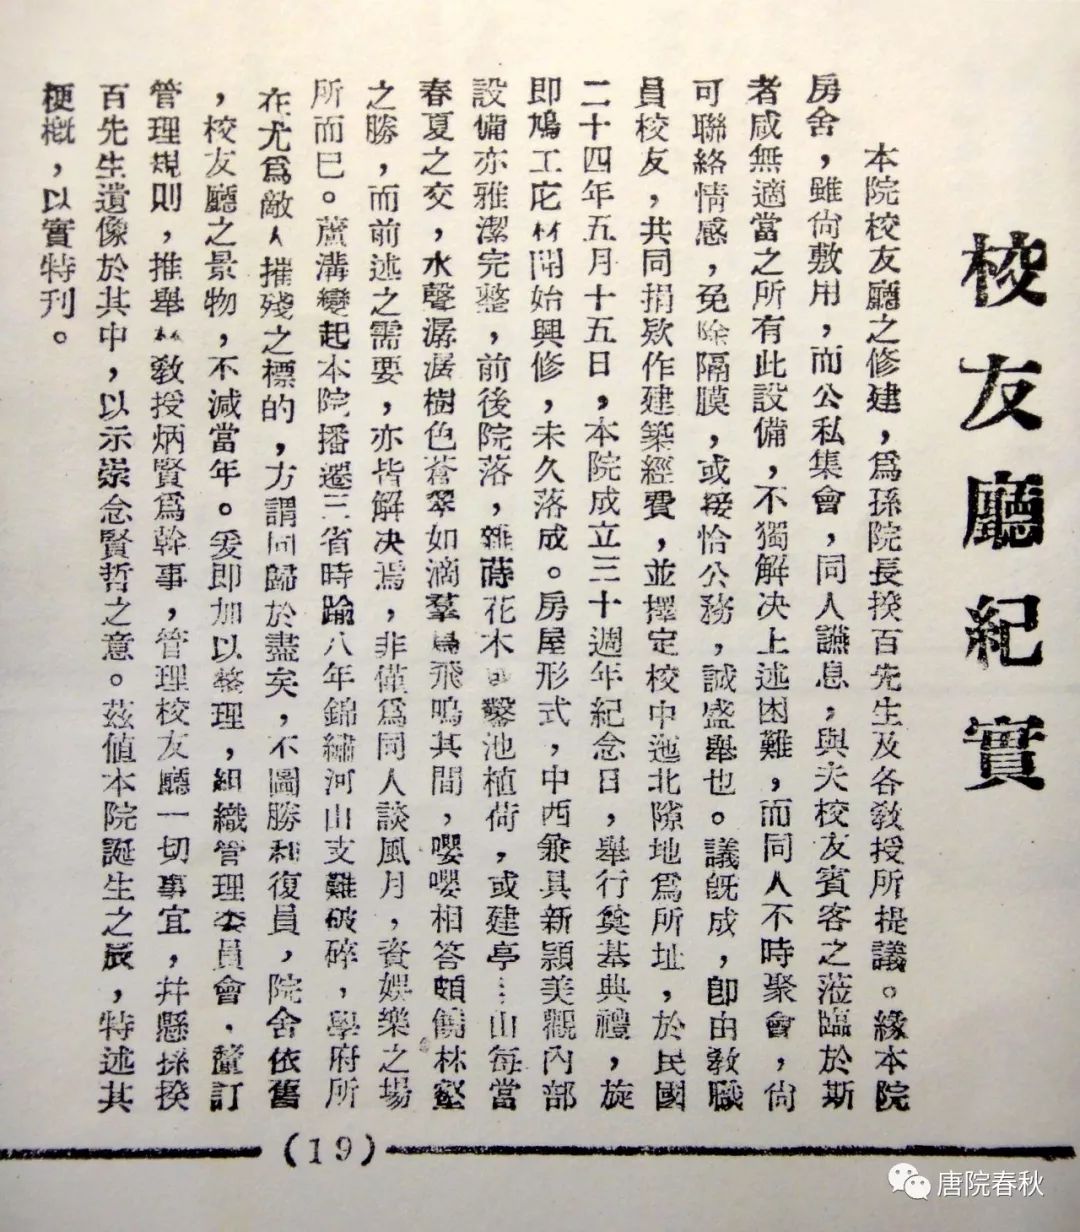 校友廳紀實
本院校友廳之修建，爲孫院長揆百先生及各敎授所提議。緣本院
房舍，雖尙敷用，而公私集會，同人讌息，與夫校友賓客之蒞臨於斯
者咸無適當之所有此設備，不獨解决上述困難，而同人不時聚會，尙
可聯絡情感，免除隔膜，或接恰公務，誠盛舉也。議旣成，卽由敎職
員校友，共同捐欵作建築經費，並擇定校中迤北隙地爲所址，於民國
二十四年五月十五日，本院成立三十週年紀念日，舉行奠基典禮，旋
即鳩工庀材開始興修，未久落成。房屋形式，中西兼具新穎美觀內部
設備亦雅潔完整，前後院落，雜蒔花木　鑿池植荷，或建亭　山每當
春夏之交，水聲潺潺樹色蒼翠如滴羣鳥飛鳴其間，嚶嚶相答頗饒林壑
之勝，而前述之需要，亦皆解决焉，非僅爲同人談風月，資娛樂之場
所而已。蘆溝變起本院播遷三省時踰八年錦繡河山支離破碎，學府所
在尤爲敵人摧殘之標的，方謂同歸於盡矣，不圖勝利復員，院舍依舊
，校友廳之景物，不減當年。爰即加以整理，組織管理委員會，釐訂
管理規則，推舉林敎授炳賢爲幹事，管理校友廳一切事宜，幷懸孫揆
百先生遺像於其中，以示崇念賢哲之意。茲値本院誕生之辰，特述其
梗槪，以實特刊。
(19)
唐院春秋